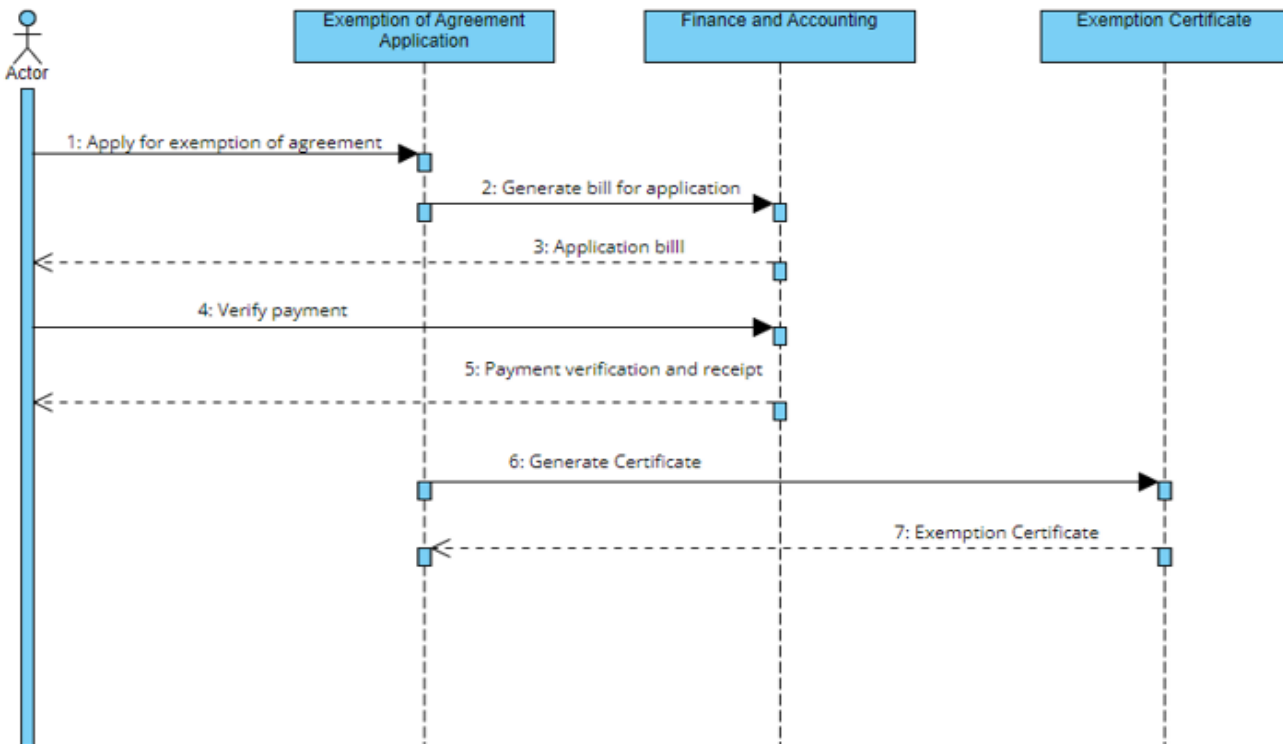 Exemption of Agreement
Application
Finance and Accounting
Exemption Certificate
Actor
1: Apply for exemption of agreement
2: Generate bill for application
3: Application billl
4: Verify payment
5: Payment verification and receipt
6: Generate Certificate
7: Exemption Certificate